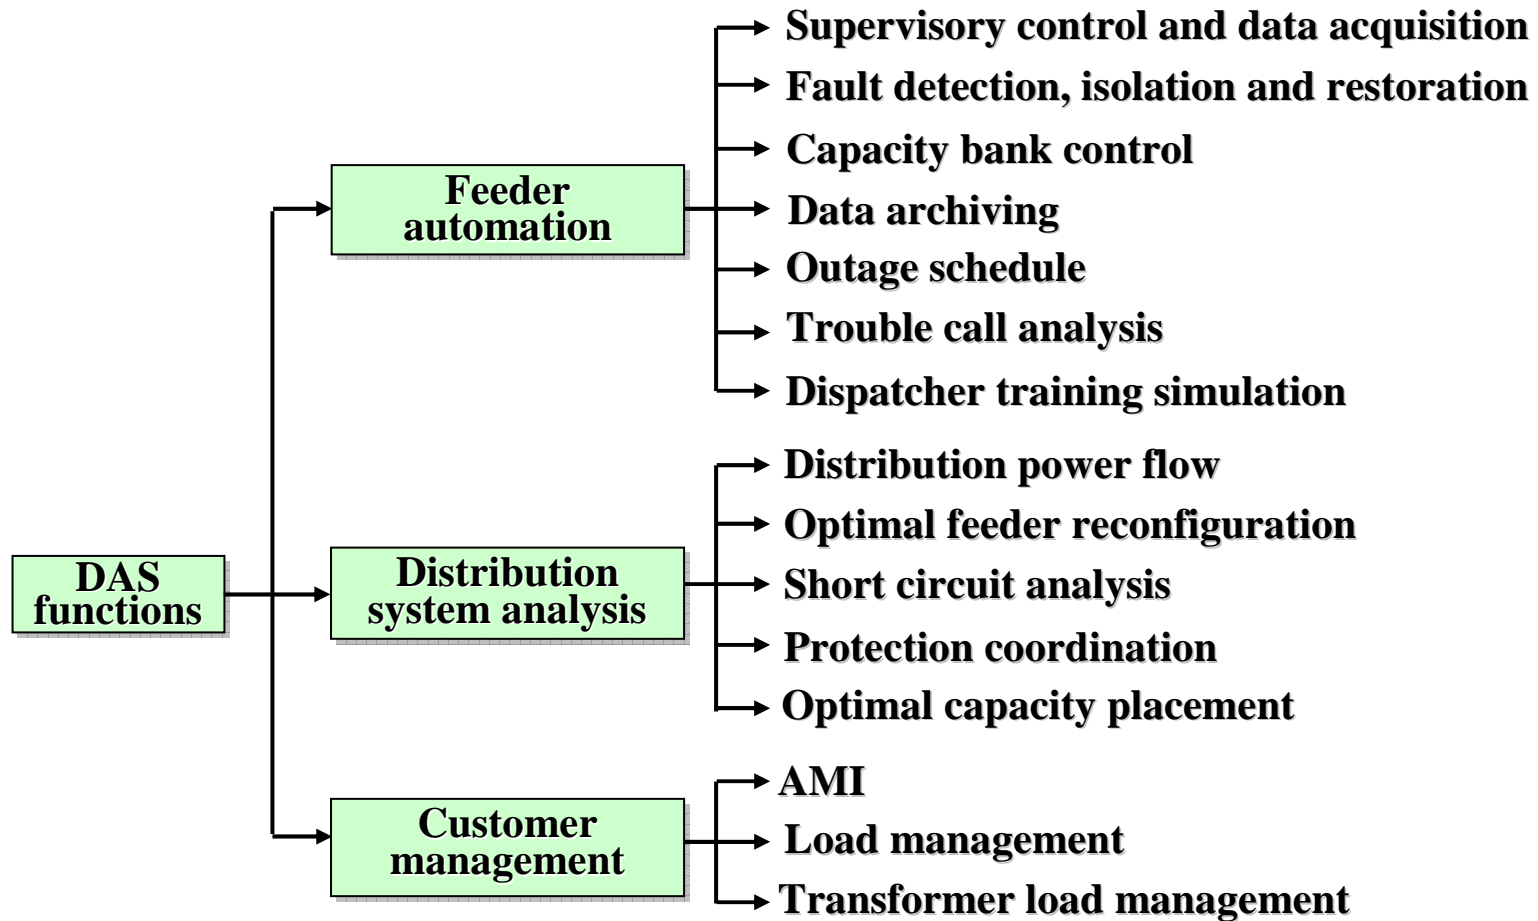 DAS
functions
Feeder
automation
Supervisory control and data acquisition
Fault detection, isolation and restoration
Capacity bank control
Data archiving
Outage schedule
Trouble call analysis
Dispatcher training simulation
Distribution
system analysis
Distribution power flow
Optimal feeder reconfiguration
Short circuit analysis
Protection coordination
Optimal capacity placement
Customer
management
AMI
Load management
Transformer load management